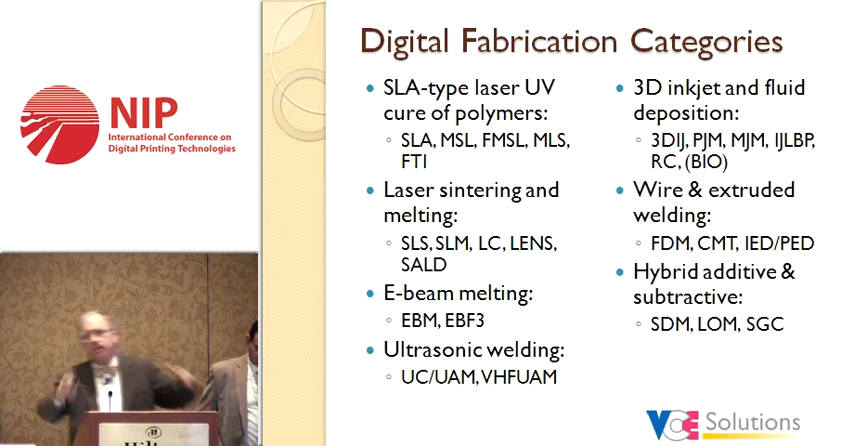 NIP
International Conference on
Digital Printing Technologies
Digital Fabrication Categories
SLA-type laser UV
cure of polymers:
SLA, MSL, FMSL, MLS,
FTI
Laser sintering and
melting:
SLS, SLM, LC, LENS,
SALD
E-beam melting:
EBM, EBF3
Ultrasonic welding:
UC/UAM, VHFUAM
3D inkjet and fluid
deposition:
3DIJ, PJM, MJM, IJLBP,
RC, (BIO)
Wire & extruded
welding:
FDM, CMT, IED/PED
Hybrid additive &
subtractive:
SDM, LOM, SGC
VCE Solutions